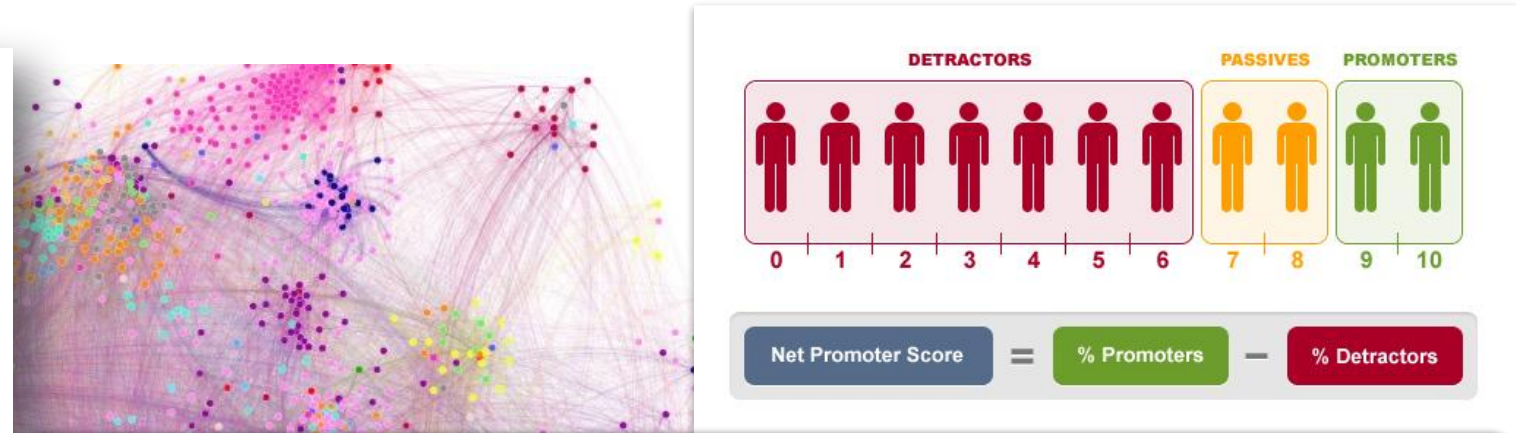 DETRACTORS PASSIVES PROMOTERS
0 1 2 3 4 5 6 7 8 9 10
Net Promoter Score = % Promoters − % Detractors